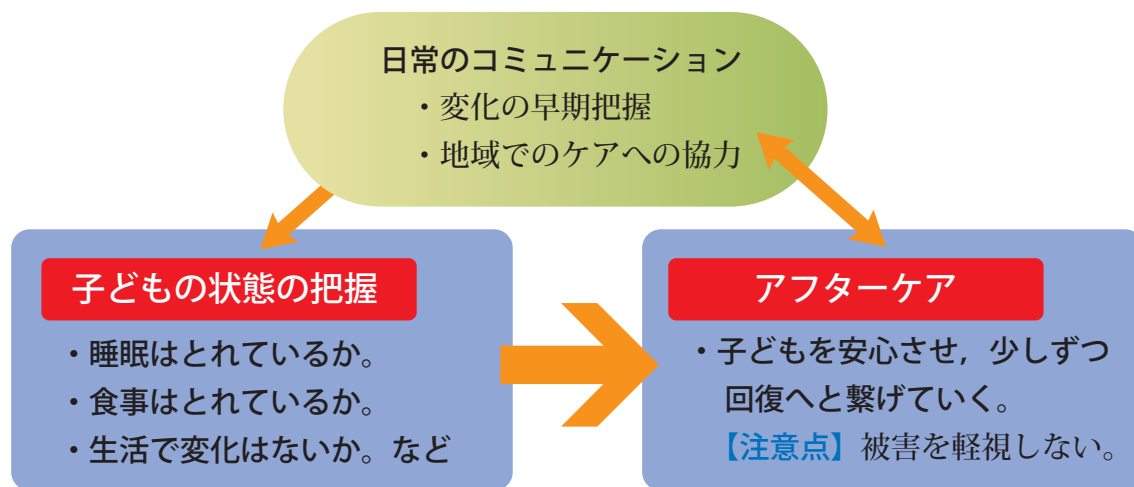 日常のコミュニケーション
・変化の早期把握
・地域でのケアへの協力
子どもの状態の把握
・睡眠はとれているか。
・食事はとれているか。
・生活で変化はないか。など
アフターケア
・子どもを安心させ，少しずつ
回復へと繋げていく。
【注意点】被害を軽視しない。